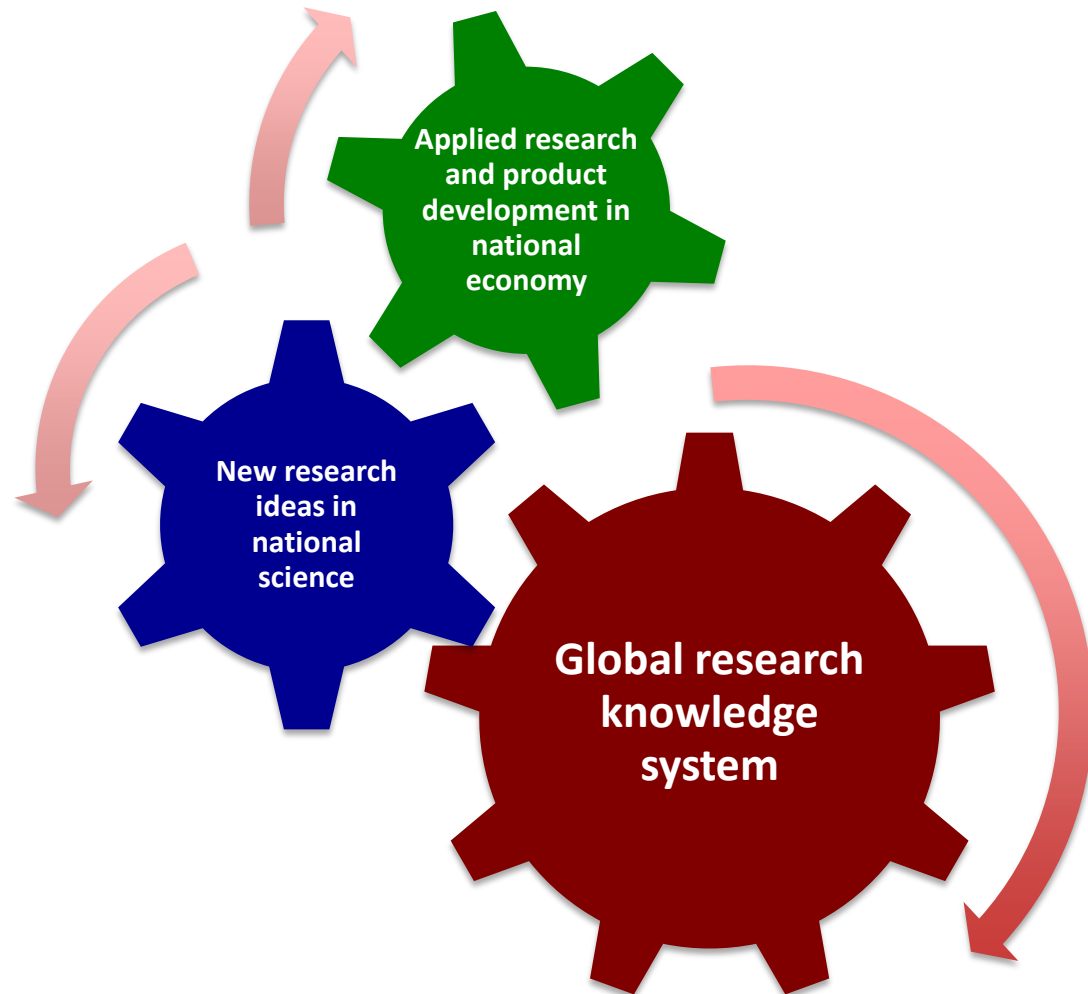 Applied research
and product
development in
national
economy
New research
ideas in
national
science
Global research
knowledge
system